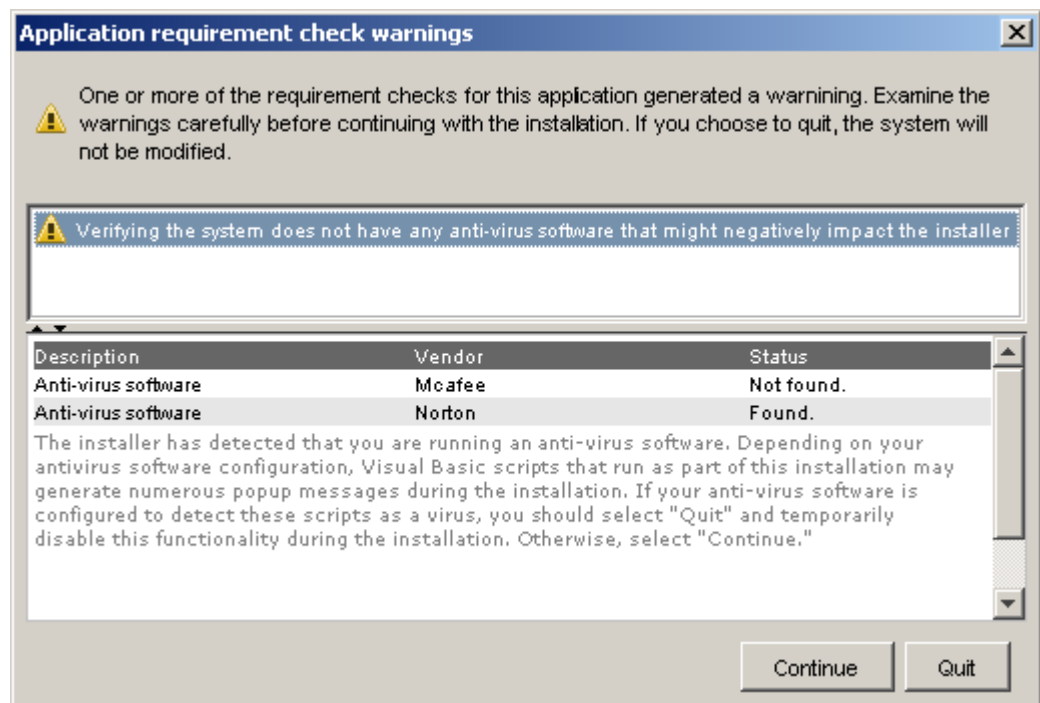 Application requirement check warnings
One or more of the requirement checks for this application generated a warnining. Examine the
warnings carefully before continuing with the installation. If you choose to quit, the system will
not be modified.
Verifying the system does not have any anti-virus software that might negatively impact the installer
Description Vendor Status
Anti-virus software Mcafee Not found.
Anti-virus software Norton Found.
The installer has detected that you are running an anti-virus software. Depending on your
antivirus software configuration, Visual Basic scripts that run as part of this installation may
generate numerous popup messages during the installation. If your anti-virus software is
configured to detect these scripts as a virus, you should select "Quit" and temporarily
disable this functionality during the installation. Otherwise, select "Continue."
Continue Quit